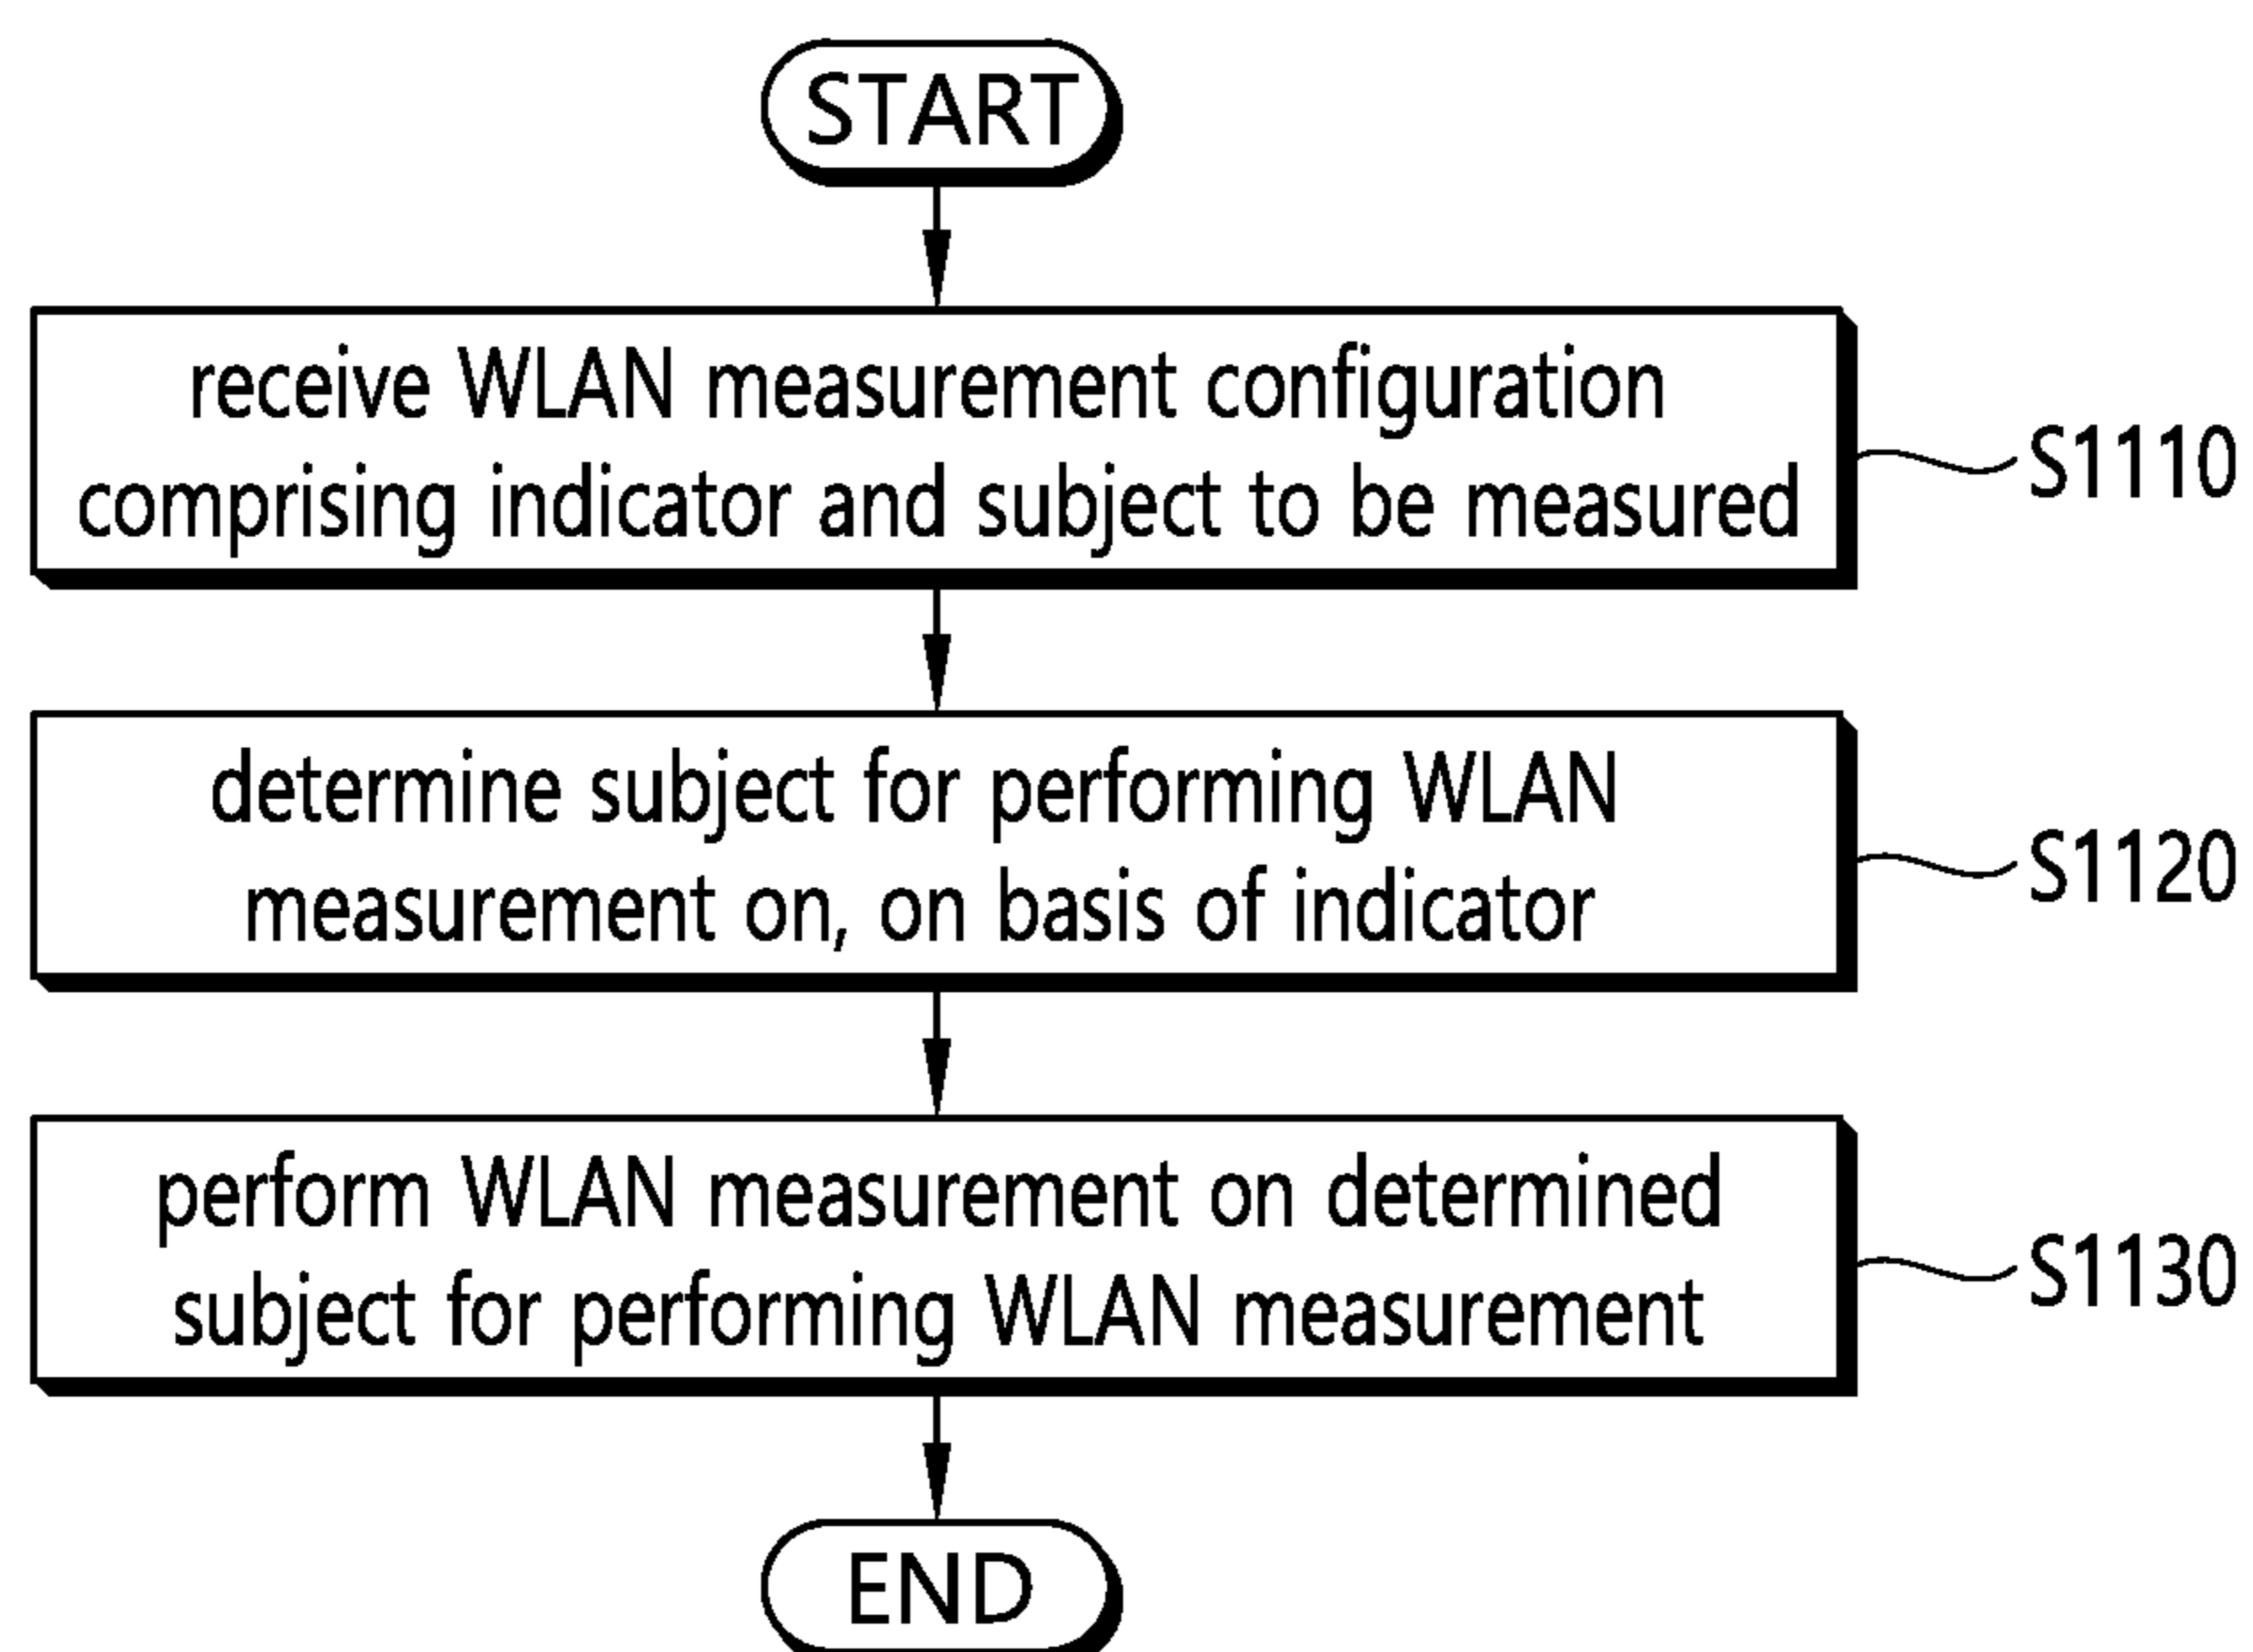 START
receive WLAN measurement configuration
comprising indicator and subject to be measured
S1110
determine subject for performing WLAN
measurement on, on basis of indicator
S1120
perform WLAN measurement on determined
subject for performing WLAN measurement
S1130
END